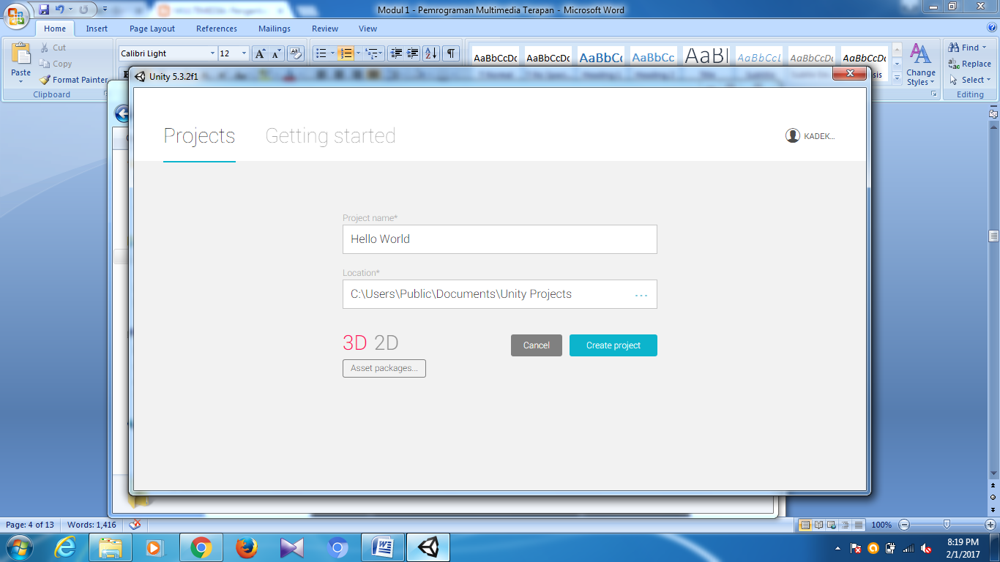 Modul 1 - Pemrograman Multimedia Terapan - Microsoft Word
Home Insert Page Layout References Mailings Review View
Paste
Cut
Copy
Format Painter
Clipboard
Calibri Light 12
AaBbCcDc AaBbCcDc AaBbCc AaBbCc AaBl AaBbCcL AaBbCcDc AaBbCcDc
Change
Styles
Find
Replace
Select
Editing
Unity 5.3.2f1
Projects Getting started
KADEK...
Project name*
Hello World
Location*
C:\Users\Public\Documents\Unity Projects
3D 2D
Cancel Create project
Asset packages...
Page: 4 of 13 Words: 1,416 100%
8:19 PM
2/1/2017